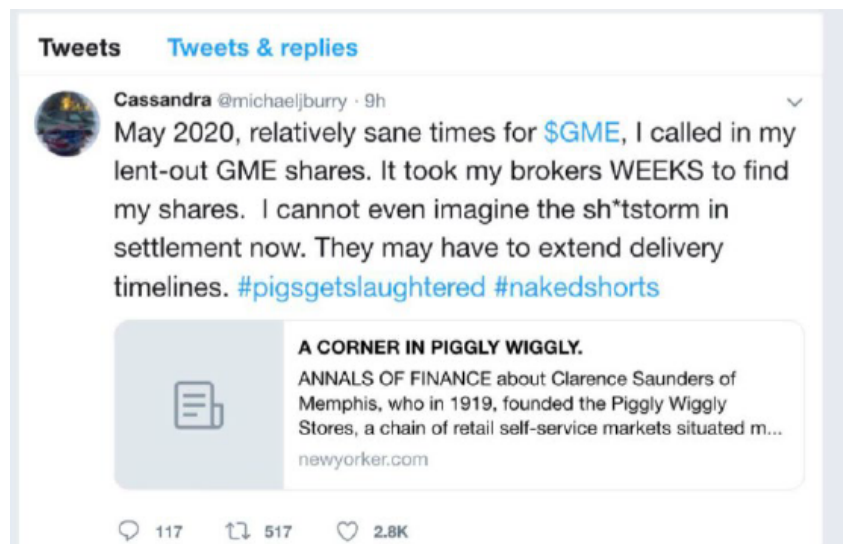 Tweets Tweets & replies
Cassandra @michaeljburry · 9h
May 2020, relatively sane times for $GME, I called in my
lent-out GME shares. It took my brokers WEEKS to find
my shares.  I cannot even imagine the sh*tstorm in
settlement now. They may have to extend delivery
timelines. #pigsgetslaughtered #nakedshorts
A CORNER IN PIGGLY WIGGLY.
ANNALS OF FINANCE about Clarence Saunders of
Memphis, who in 1919, founded the Piggly Wiggly
Stores, a chain of retail self-service markets situated m...
newyorker.com
117 517 2.8K